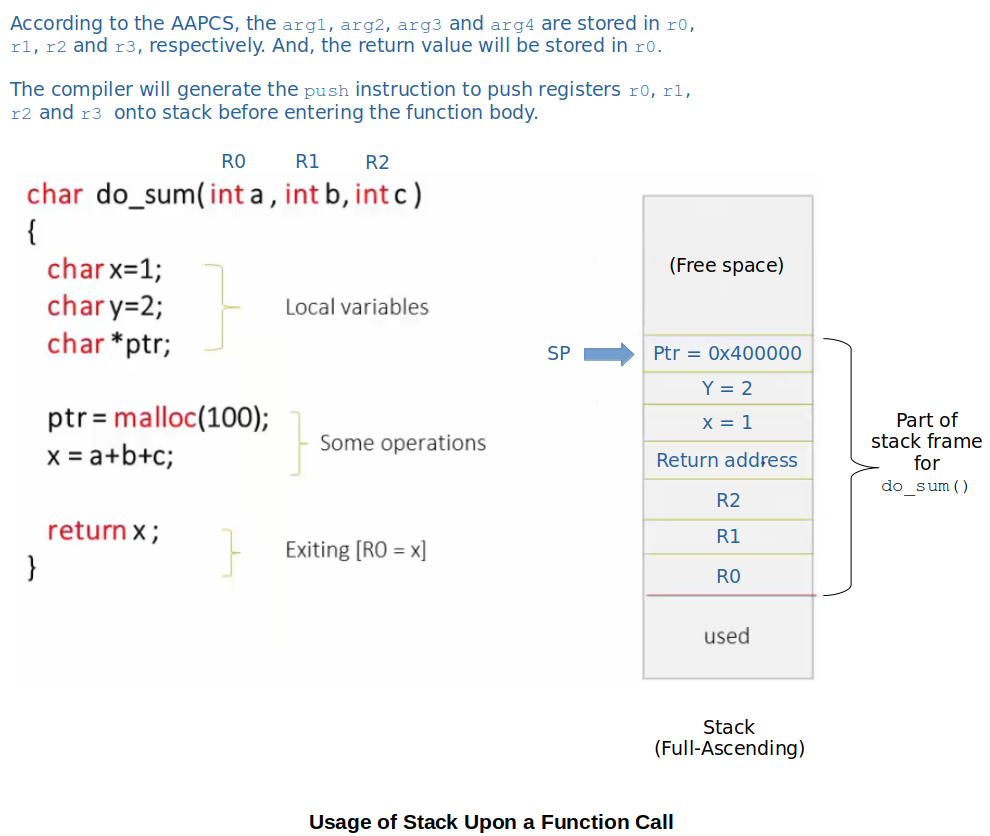 According to the AAPCS, the arg1, arg2, arg3 and arg4 are stored in r0,
r1, r2 and r3, respectively. And, the return value will be stored in r0.
The compiler will generate the push instruction to push registers r0, r1,
r2 and r3 onto stack before entering the function body.
R0 R1 R2
char do_sum( int a , int b, int c )
{
char x=1;
char y=2;
char *ptr;
Local variables
ptr = malloc(100);
x = a+b+c;
Some operations
return x ;
Exiting [R0 = x]
}
(Free space)
SP
Ptr = 0x400000
Y = 2
x = 1
Return address
R2
R1
R0
used
Part of
stack frame
for
do_sum()
Stack
(Full-Ascending)
Usage of Stack Upon a Function Call